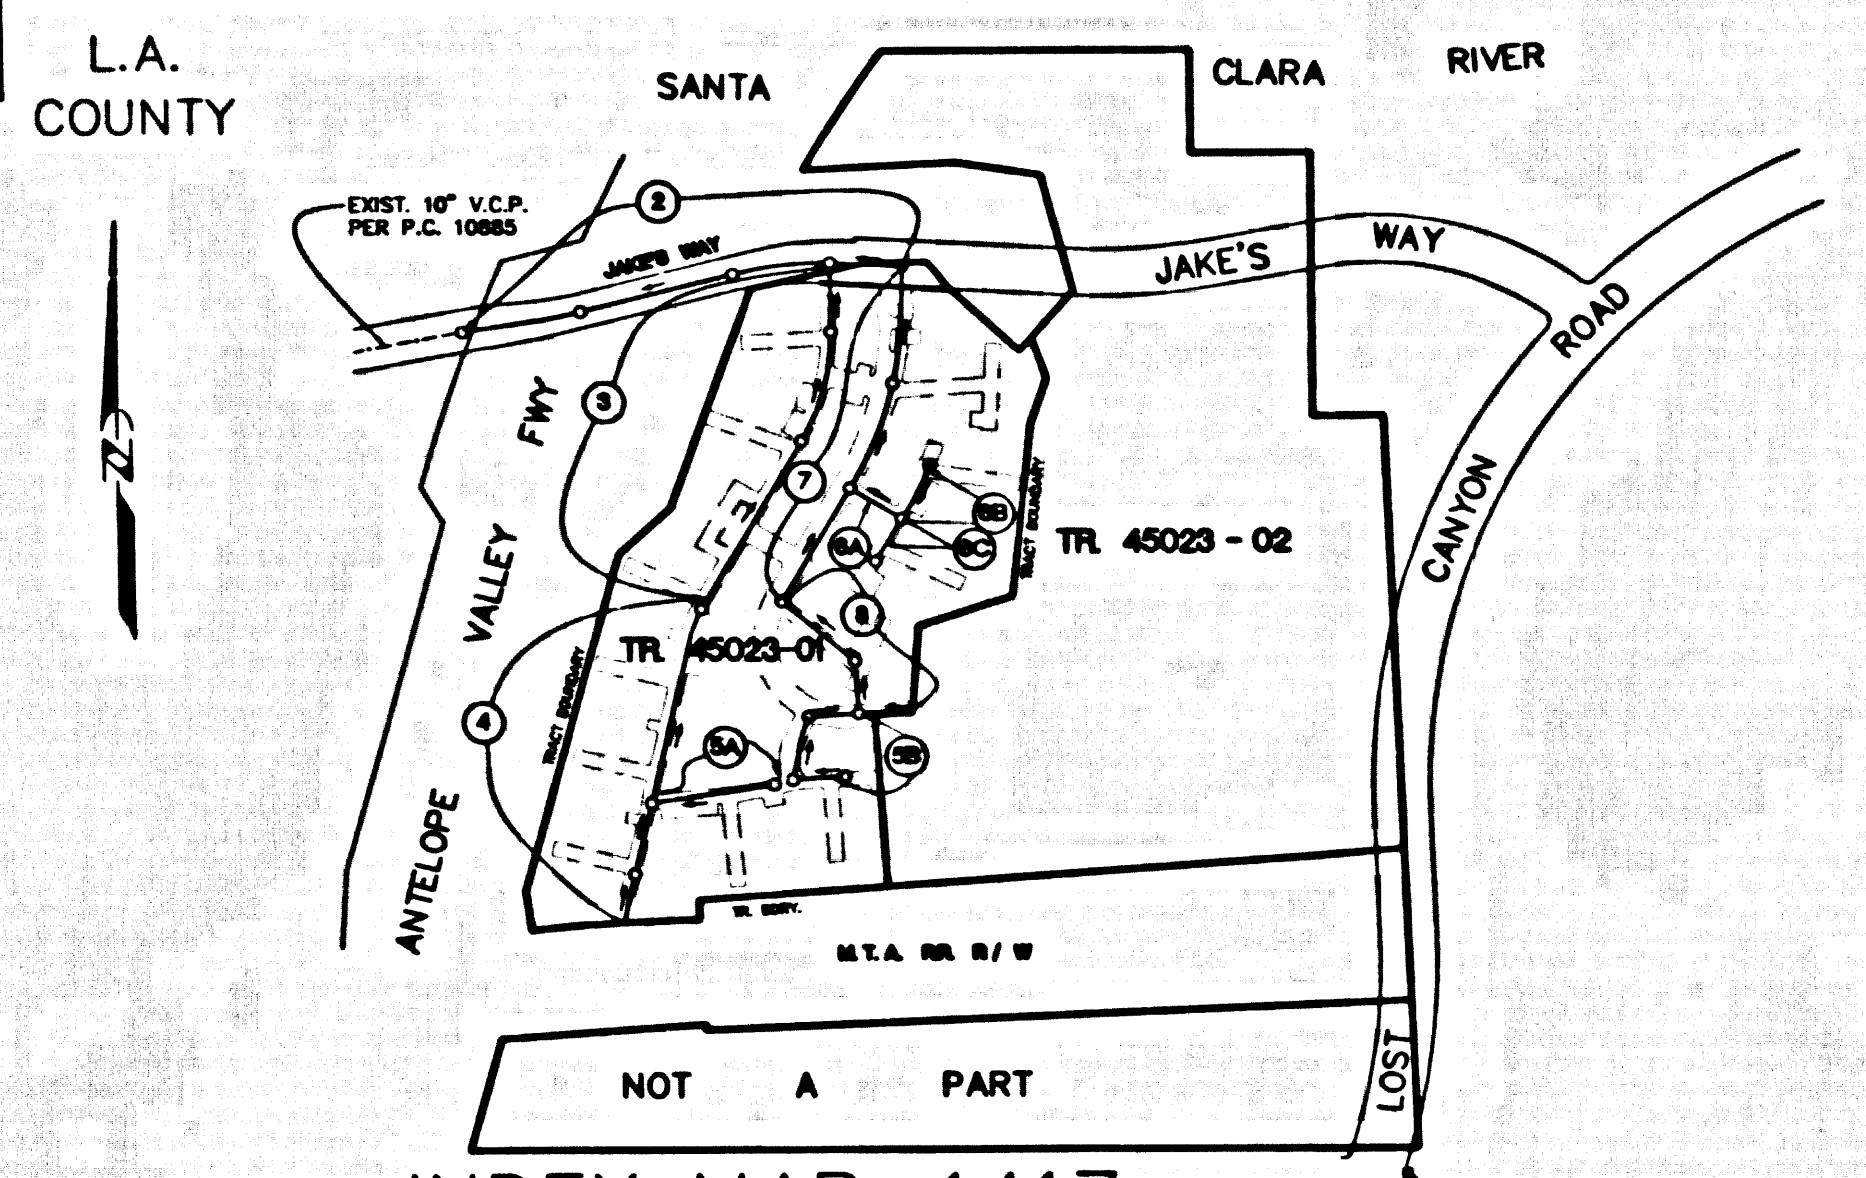 L.A.
COUNTY
SANTA
CLARA
RIVER
EXIST. 10" V.C.P.
PER P.C. 10885
2
JAKE'S WAY
JAKE'S
WAY
ROAD
CANYON
LOST
3
FWY
VALLEY
ANTELOPE
N
7
6B
6A
6C
TRACT BOUNDARY
TR. 45023 - 02
8
TR. 45023-01
TRACT BOUNDARY
4
5A
5B
TR. BDRY.
M.T.A. RR. R/W
NOT A PART